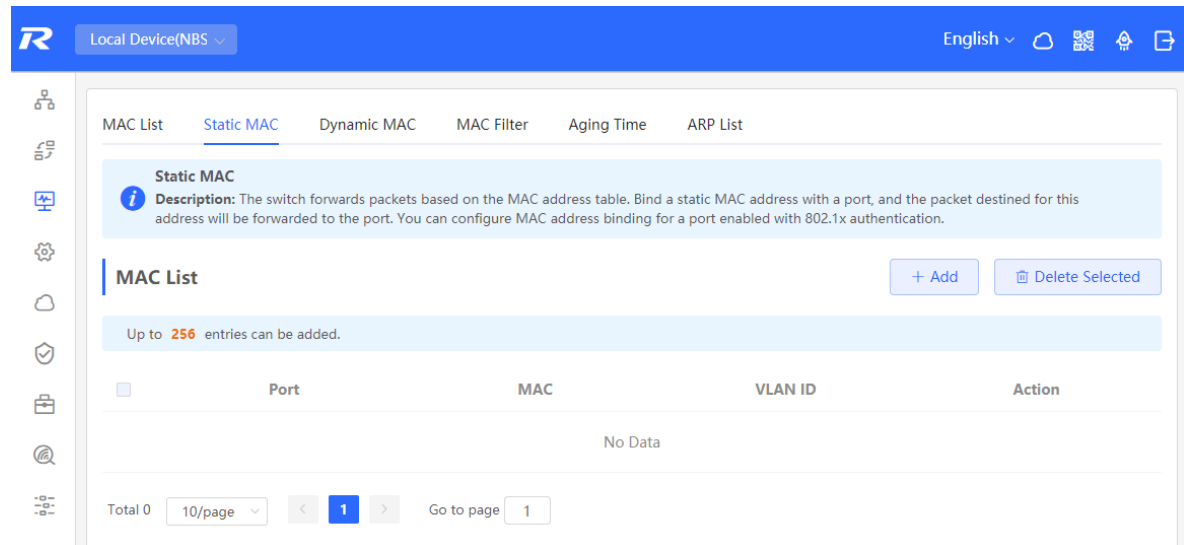 R
Local Device(NBS
English
MAC List Static MAC Dynamic MAC MAC Filter Aging Time ARP List
Static MAC
Description: The switch forwards packets based on the MAC address table. Bind a static MAC address with a port, and the packet destined for this
address will be forwarded to the port. You can configure MAC address binding for a port enabled with 802.1x authentication.
MAC List
+ Add Delete Selected
Up to 256 entries can be added.
Port MAC VLAN ID Action
No Data
Total 0 10/page < 1 > Go to page 1